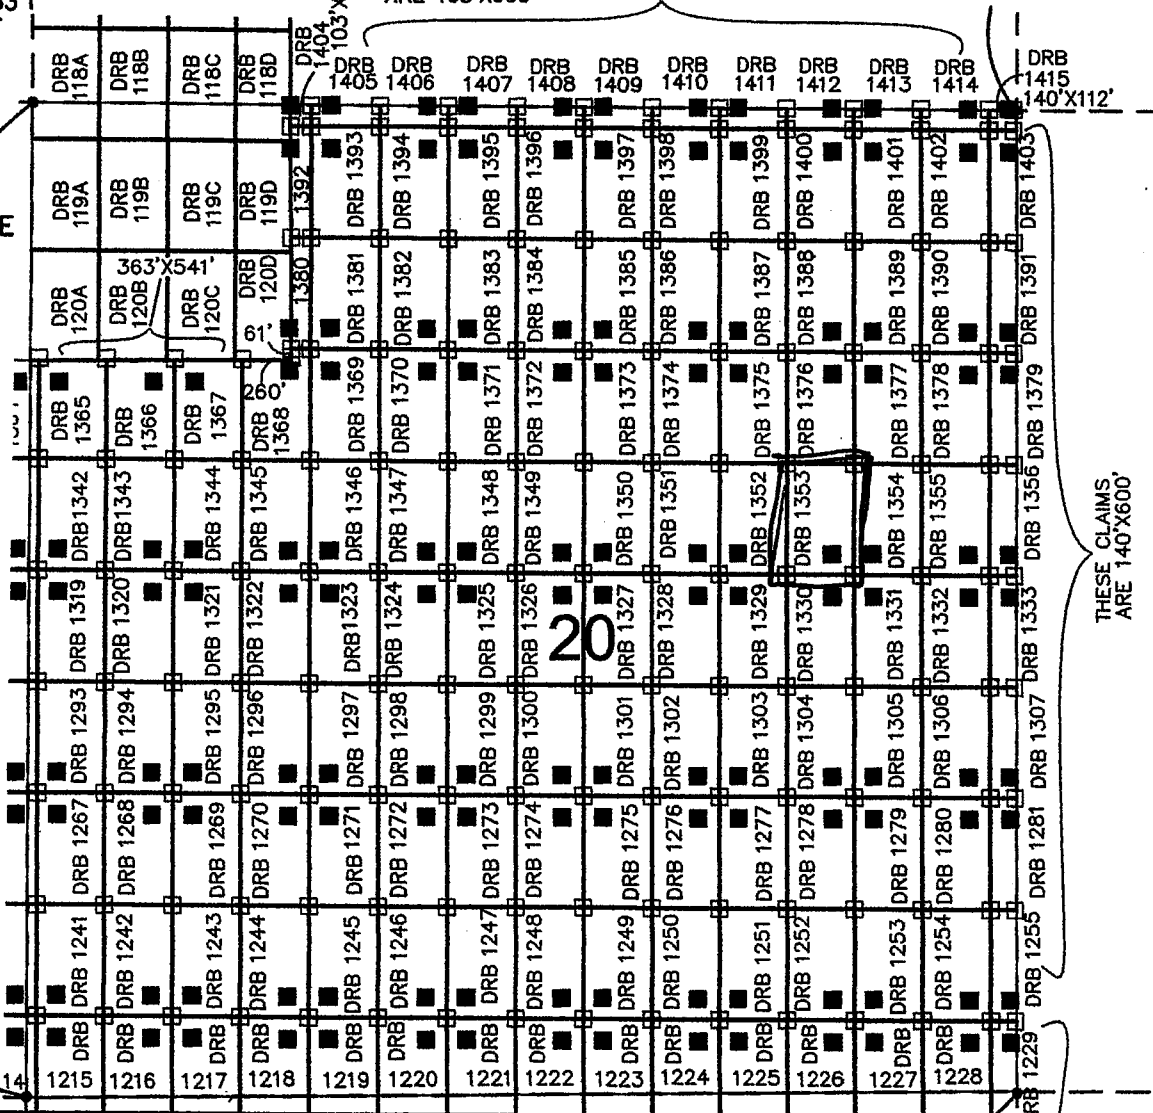 DRB 1404 103'X
DRB 1405
DRB 1406
DRB 1407
DRB 1408
DRB 1409
DRB 1410
DRB 1411
DRB 1412
DRB 1413
DRB 1414
DRB 1415
140'X112'
DRB 118A
DRB 118B
DRB 118C
DRB 118D
DRB 119A
DRB 119B
DRB 119C
DRB 119D
1392
DRB 1393
DRB 1394
DRB 1395
DRB 1396
DRB 1397
DRB 1398
DRB 1399
DRB 1400
DRB 1401
DRB 1402
DRB 1403
E
363'X541'
DRB 120A
DRB 120B
DRB 120C
DRB 120D
1380
DRB 1381
DRB 1382
DRB 1383
DRB 1384
DRB 1385
DRB 1386
DRB 1387
DRB 1388
DRB 1389
DRB 1390
DRB 1391
61'
260'
DRB 1365
DRB 1366
DRB 1367
DRB 1368
DRB 1369
DRB 1370
DRB 1371
DRB 1372
DRB 1373
DRB 1374
DRB 1375
DRB 1376
DRB 1377
DRB 1378
DRB 1379
DRB 1342
DRB 1343
DRB 1344
DRB 1345
DRB 1346
DRB 1347
DRB 1348
DRB 1349
DRB 1350
DRB 1351
DRB 1352
DRB 1353
DRB 1354
DRB 1355
DRB 1356
THESE CLAIMS
ARE 140'X600'
DRB 1319
DRB 1320
DRB 1321
DRB 1322
DRB 1323
DRB 1324
DRB 1325
DRB 1326
20
DRB 1327
DRB 1328
DRB 1329
DRB 1330
DRB 1331
DRB 1332
DRB 1333
DRB 1293
DRB 1294
DRB 1295
DRB 1296
DRB 1297
DRB 1298
DRB 1299
DRB 1300
DRB 1301
DRB 1302
DRB 1303
DRB 1304
DRB 1305
DRB 1306
DRB 1307
DRB 1267
DRB 1268
DRB 1269
DRB 1270
DRB 1271
DRB 1272
DRB 1273
DRB 1274
DRB 1275
DRB 1276
DRB 1277
DRB 1278
DRB 1279
DRB 1280
DRB 1281
DRB 1241
DRB 1242
DRB 1243
DRB 1244
DRB 1245
DRB 1246
DRB 1247
DRB 1248
DRB 1249
DRB 1250
DRB 1251
DRB 1252
DRB 1253
DRB 1254
DRB 1255
14
DRB 1215
DRB 1216
DRB 1217
DRB 1218
DRB 1219
DRB 1220
DRB 1221
DRB 1222
DRB 1223
DRB 1224
DRB 1225
DRB 1226
DRB 1227
DRB 1228
RB 1229